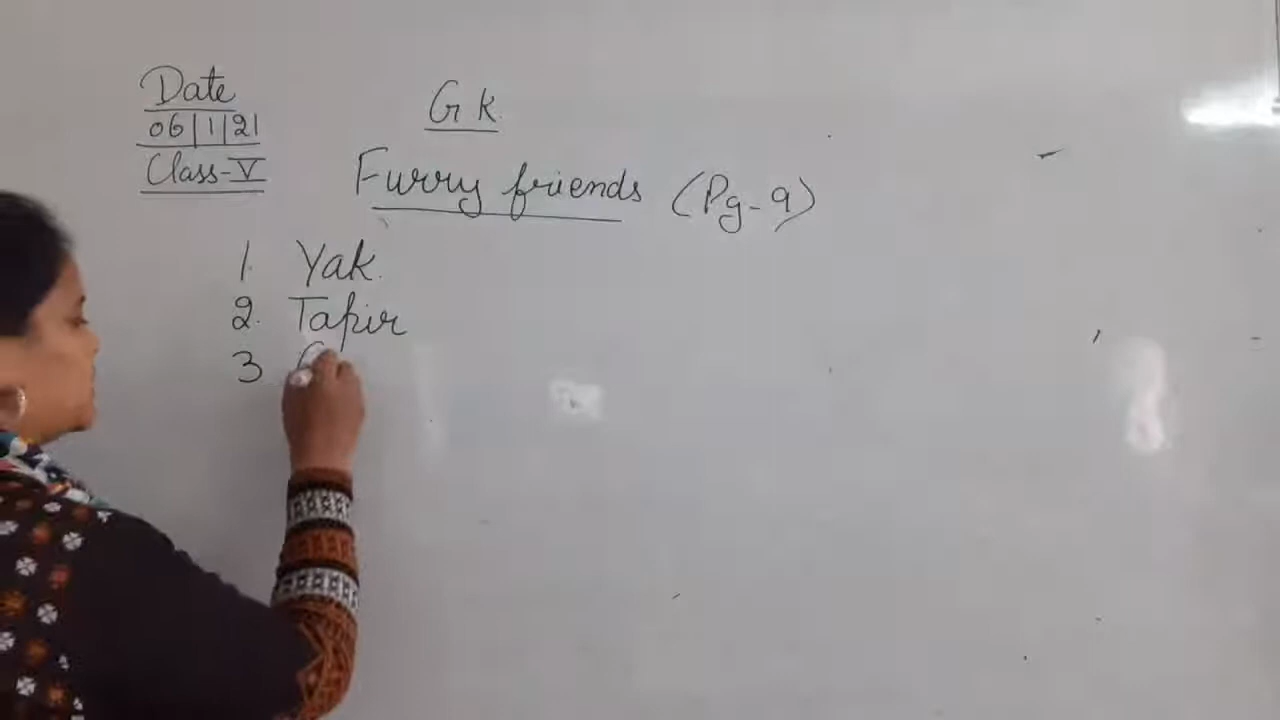 Date
06/1/21
Class-V
G k.
Furry friends (Pg-9)
1. Yak.
2. Tapir
3